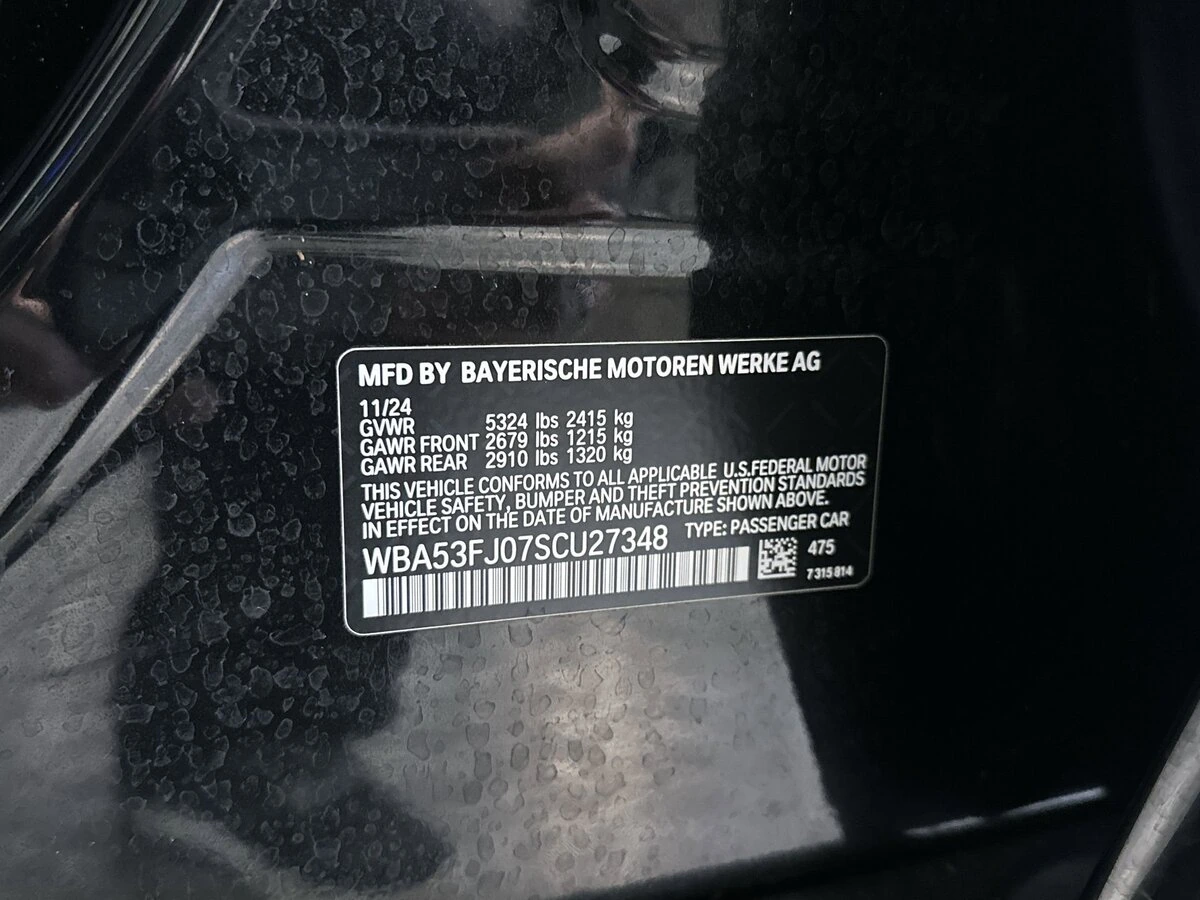 MFD BY BAYERISCHE MOTOREN WERKE AG
11/24
GVWR 5324 lbs 2415 kg
GAWR FRONT 2679 lbs 1215 kg
GAWR REAR 2910 lbs 1320 kg
THIS VEHICLE CONFORMS TO ALL APPLICABLE U.S.FEDERAL MOTOR
VEHICLE SAFETY, BUMPER AND THEFT PREVENTION STANDARDS
IN EFFECT ON THE DATE OF MANUFACTURE SHOWN ABOVE.
WBA53FJ07SCU27348 TYPE: PASSENGER CAR
475
7315814